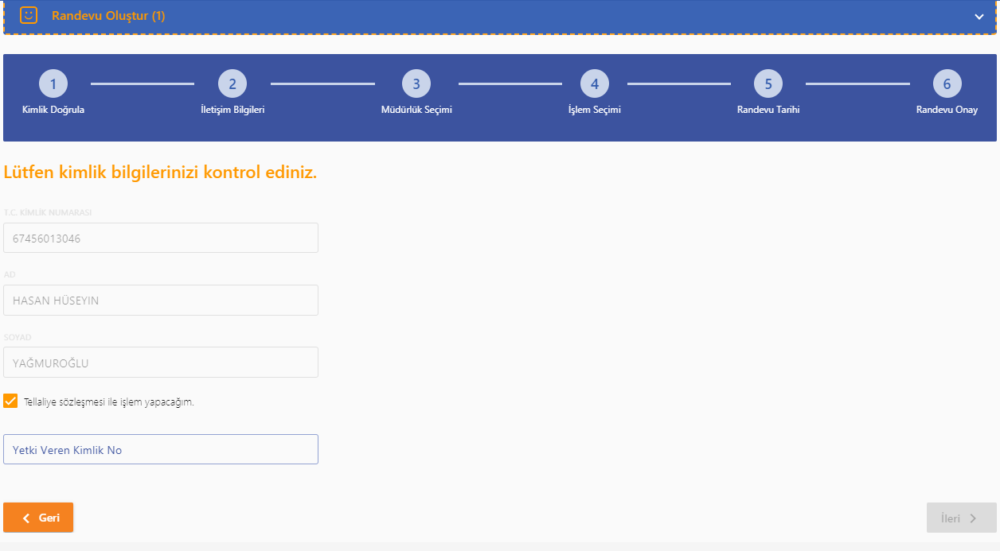 Randevu Oluştur (1)
1 2 3 4 5 6
Kimlik Doğrula İletişim Bilgileri Müdürlük Seçimi İşlem Seçimi Randevu Tarihi Randevu Onay
Lütfen kimlik bilgilerinizi kontrol ediniz.
T.C. KİMLİK NUMARASI
67456013046
AD
HASAN HÜSEYIN
SOYAD
YAĞMUROĞLU
Tellaliye sözleşmesi ile işlem yapacağım.
Yetki Veren Kimlik No
Geri İleri